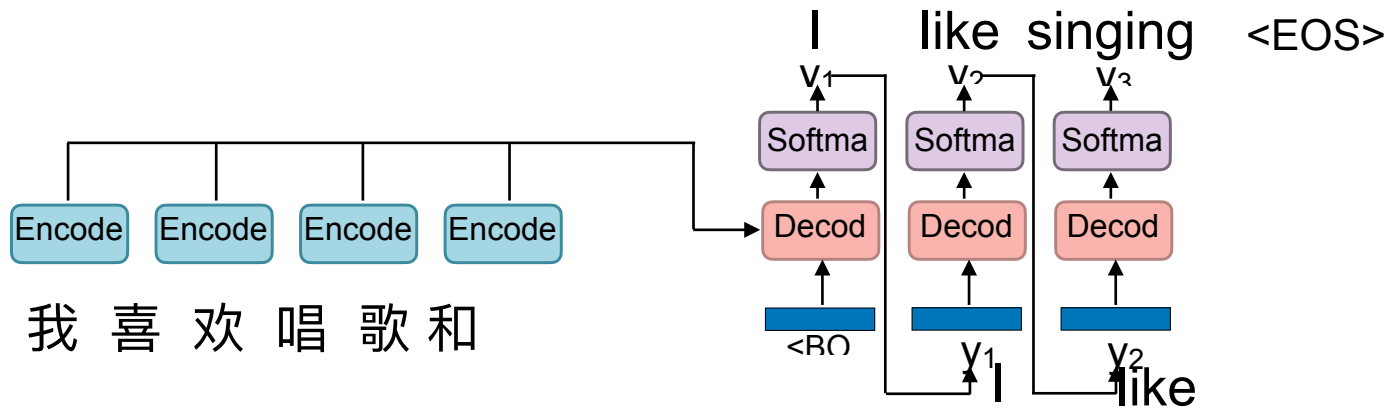 I like singing <EOS>
y₁ y₂ y₃
Softma Softma Softma
Encode Encode Encode Encode Decod Decod Decod
我 喜 欢 唱 歌 和
<BO y₁ y₂
I like